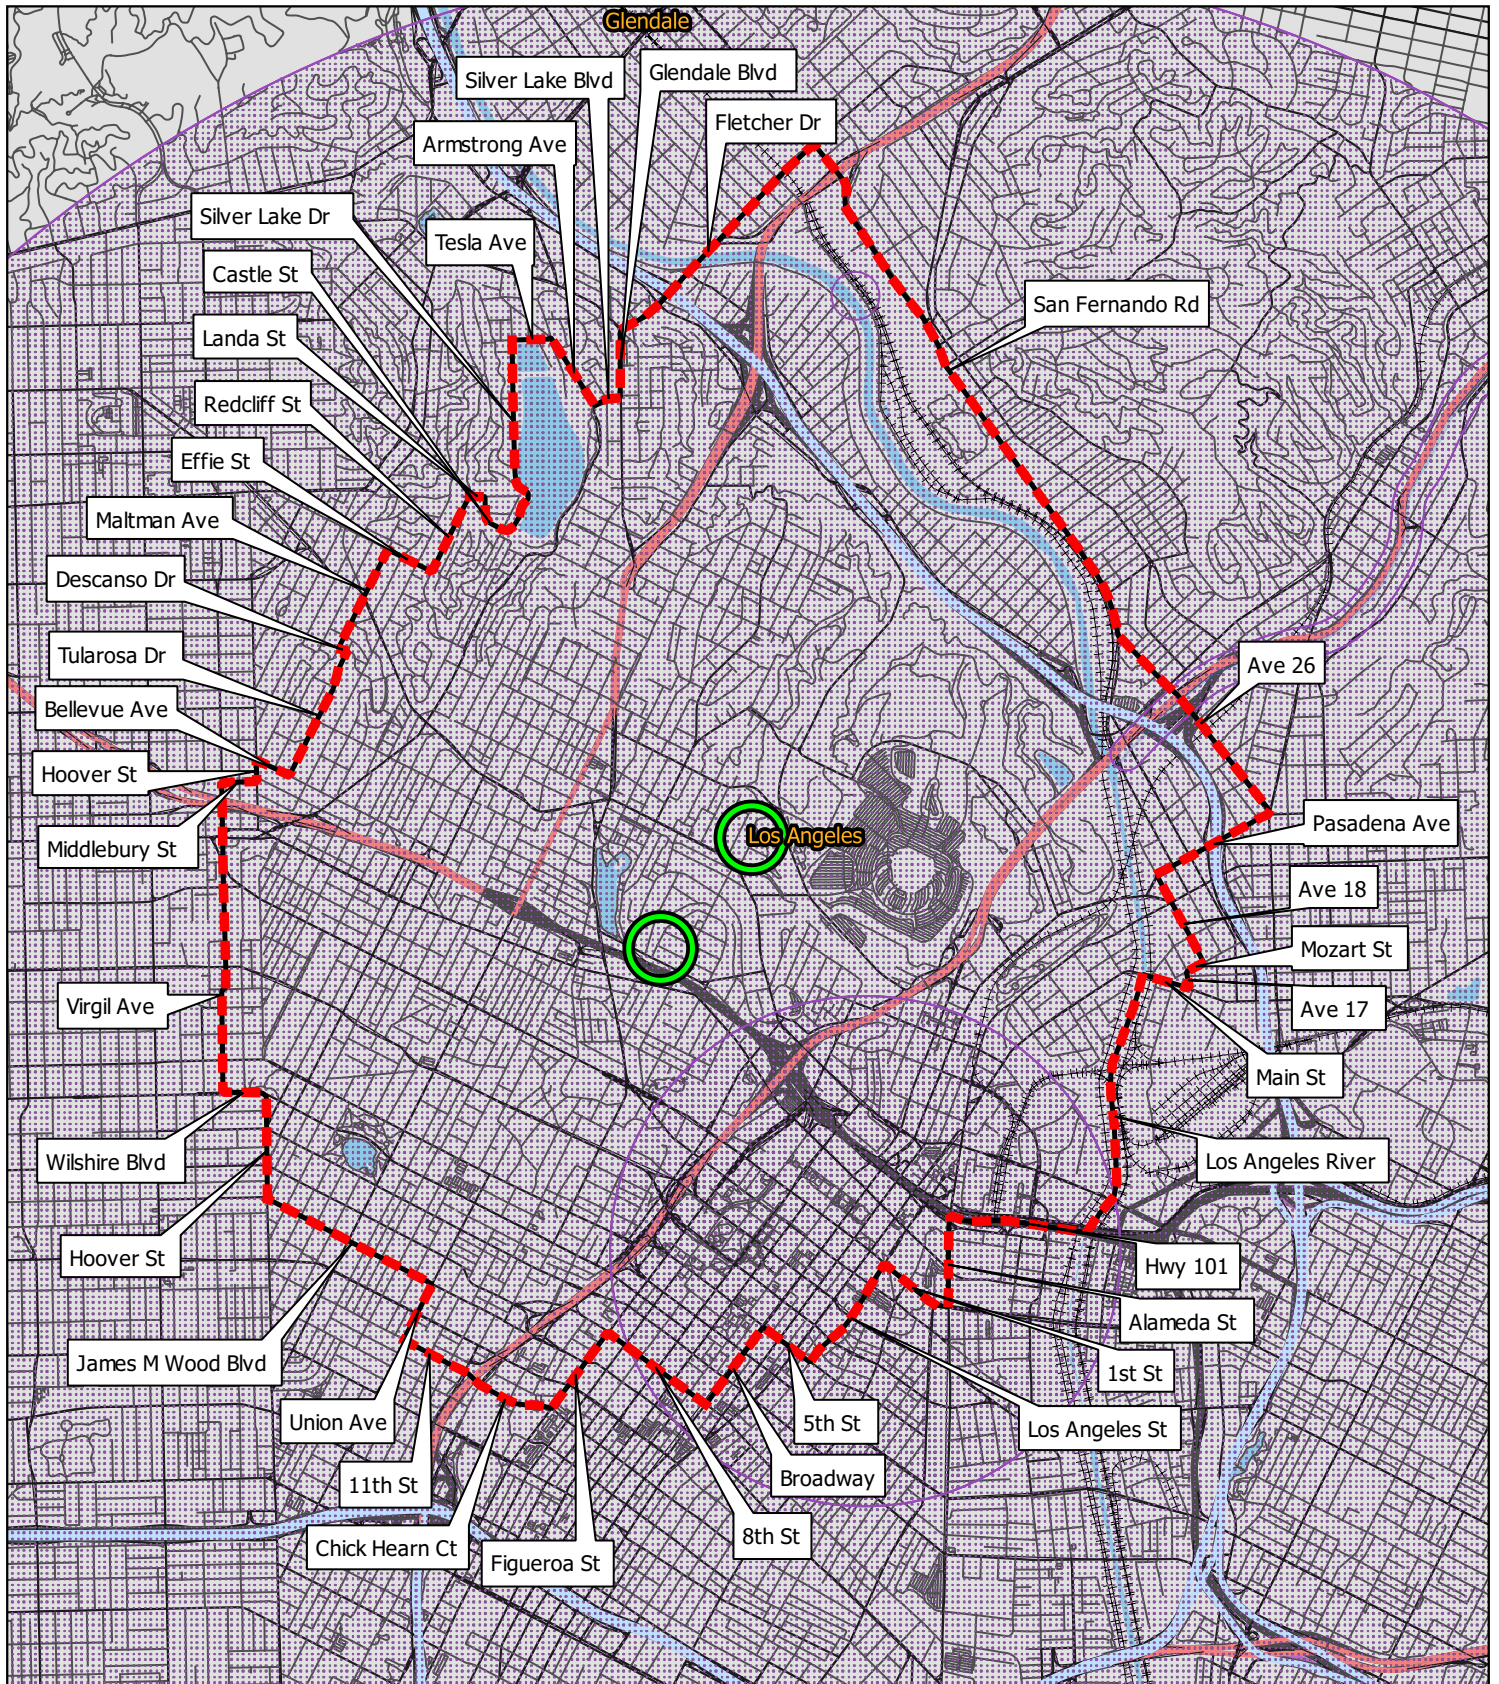 Glendale
Silver Lake Blvd
Glendale Blvd
Fletcher Dr
Armstrong Ave
Silver Lake Dr
Tesla Ave
Castle St
San Fernando Rd
Landa St
Redcliff St
Effie St
Maltman Ave
Descanso Dr
Tularosa Dr
Ave 26
Bellevue Ave
Hoover St
Pasadena Ave
Los Angeles
Middlebury St
Ave 18
Mozart St
Virgil Ave
Ave 17
Main St
Wilshire Blvd
Los Angeles River
Hoover St
Hwy 101
Alameda St
James M Wood Blvd
1st St
Union Ave
5th St
Los Angeles St
11th St
Broadway
Chick Hearn Ct
Figueroa St
8th St